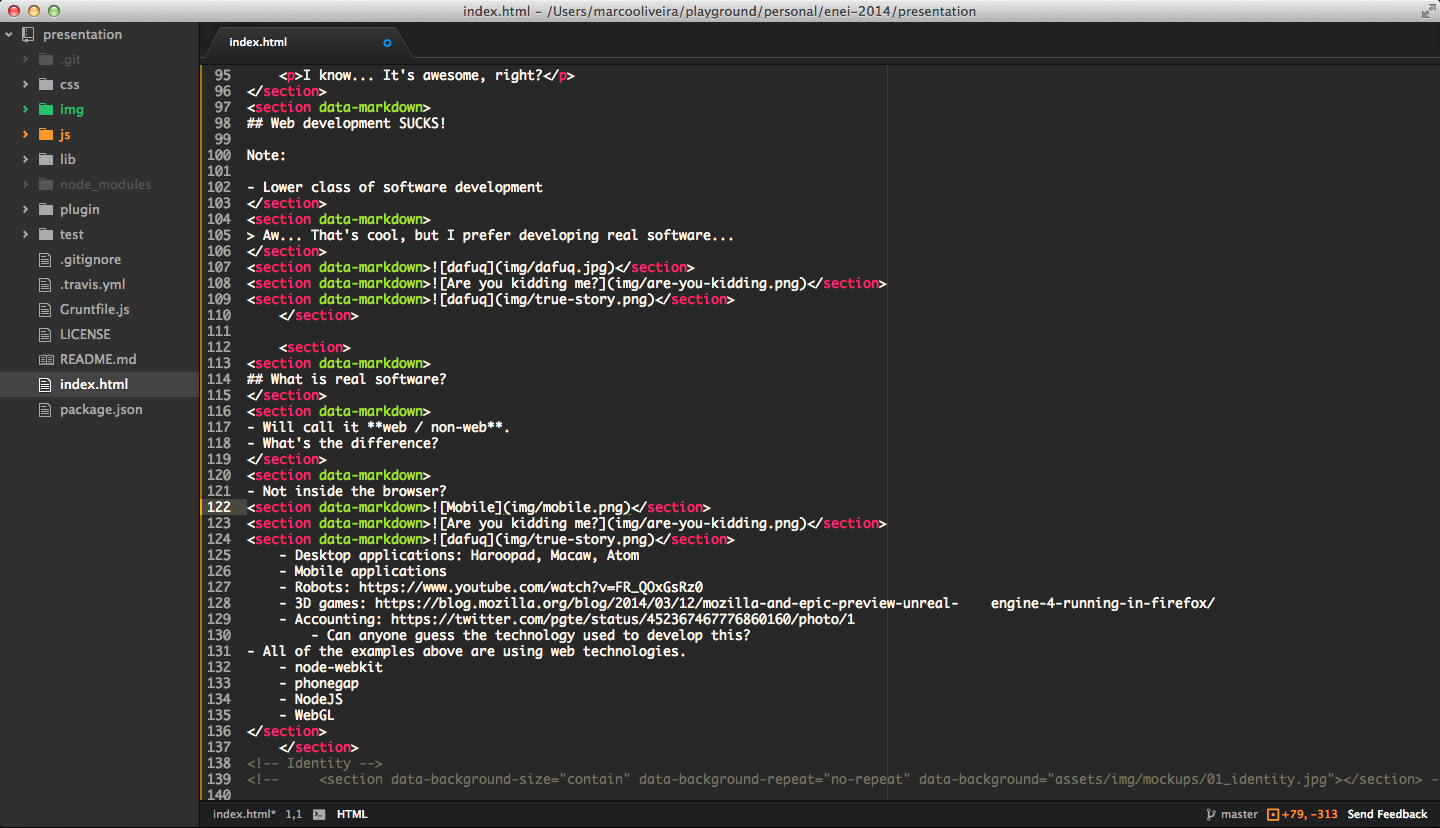 index.html - /Users/marcooliveira/playground/personal/enei-2014/presentation
presentation
.git
css
img
js
lib
node_modules
plugin
test
.gitignore
.travis.yml
Gruntfile.js
LICENSE
README.md
index.html
package.json
index.html
95     <p>I know... It's awesome, right?</p>
96 </section>
97 <section data-markdown>
98 ## Web development SUCKS!
99
100 Note:
101
102 - Lower class of software development
103 </section>
104 <section data-markdown>
105 > Aw... That's cool, but I prefer developing real software...
106 </section>
107 <section data-markdown>![dafuq](img/dafuq.jpg)</section>
108 <section data-markdown>![Are you kidding me?](img/are-you-kidding.png)</section>
109 <section data-markdown>![dafuq](img/true-story.png)</section>
110     </section>
111
112     <section>
113 <section data-markdown>
114 ## What is real software?
115 </section>
116 <section data-markdown>
117 - Will call it **web / non-web**.
118 - What's the difference?
119 </section>
120 <section data-markdown>
121 - Not inside the browser?
122 <section data-markdown>![Mobile](img/mobile.png)</section>
123 <section data-markdown>![Are you kidding me?](img/are-you-kidding.png)</section>
124 <section data-markdown>![dafuq](img/true-story.png)</section>
125     - Desktop applications: Haroopad, Macaw, Atom
126     - Mobile applications
127     - Robots: https://www.youtube.com/watch?v=FR_QOxGsRz0
128     - 3D games: https://blog.mozilla.org/blog/2014/03/12/mozilla-and-epic-preview-unreal-    engine-4-running-in-firefox/
129     - Accounting: https://twitter.com/pgte/status/452367467776860160/photo/1
130         - Can anyone guess the technology used to develop this?
131 - All of the examples above are using web technologies.
132     - node-webkit
133     - phonegap
134     - NodeJS
135     - WebGL
136 </section>
137     </section>
138 <!-- Identity -->
139 <!--     <section data-background-size="contain" data-background-repeat="no-repeat" data-background="assets/img/mockups/01_identity.jpg"></section> -
140
index.html* 1,1 HTML
master +79, -313 Send Feedback